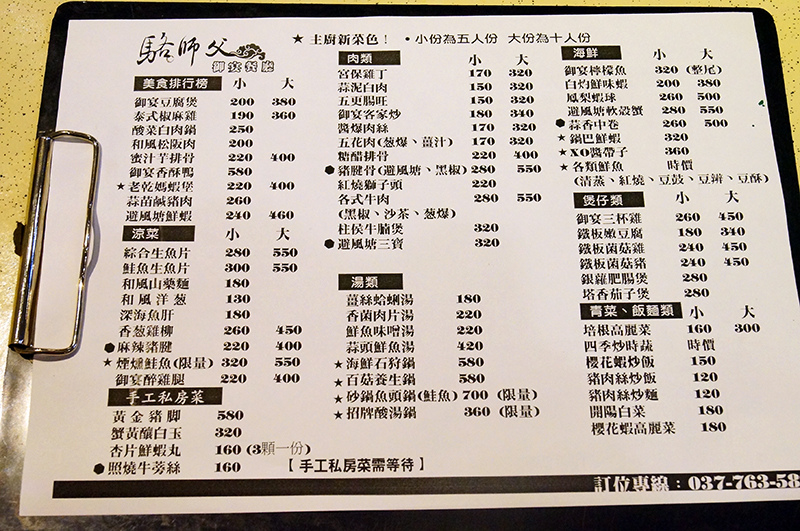 駱師父
御宴餐廳
★ 主廚新菜色！ ・小份為五人份 大份為十人份
美食排行榜 小 大
御宴豆腐煲 200 380
泰式椒麻雞 190 360
酸菜白肉鍋 250
和風松阪肉 200
蜜汁芋排骨 220 400
御宴香酥鴨 580
★老乾媽蝦煲 220 400
蒜苗鹹豬肉 260
避風塘鮮蝦 240 460
涼菜 小 大
綜合生魚片 280 550
鮭魚生魚片 300 550
和風山藥麵 180
和風洋葱 130
深海魚肝 180
香葱雞柳 260 450
●麻辣豬腱 220 400
★煙燻鮭魚(限量) 320 550
御宴醉雞腿 220 400
手工私房菜
黃金豬脚 580
蟹黃釀白玉 320
杏片鮮蝦丸 160 (3顆一份)
●照燒牛蒡絲 160
【 手工私房菜需等待 】
肉類 小 大
宮保雞丁 170 320
蒜泥白肉 150 320
五更腸旺 150 320
御宴客家炒 180 340
醬爆肉絲 170 320
五花肉(葱爆、薑汁) 170 320
糖醋排骨 220 400
●豬腱骨(避風塘、黑椒) 280 550
紅燒獅子頭 220
各式牛肉 280 550
(黑椒、沙茶、葱爆)
柱侯牛腩煲 320
●避風塘三寶 320
湯類
薑絲蛤蜊湯 180
香菌肉片湯 220
鮮魚味噌湯 220
蒜頭鮮魚湯 420
★海鮮石狩鍋 580
★百菇養生鍋 580
★砂鍋魚頭鍋(鮭魚) 700 (限量)
★招牌酸湯鍋 360 (限量)
海鮮 小 大
御宴檸檬魚 320 (整尾)
白灼鮮味蝦 200 380
鳳梨蝦球 260 500
避風塘軟殼蟹 280 550
●蒜香中卷 260 500
★鍋巴鮮蝦 320
★XO醬帶子 360
★各類鮮魚 時價
(清蒸、紅燒、豆鼓、豆瓣、豆酥)
煲仔類 小 大
御宴三杯雞 260 450
鐵板嫩豆腐 180 340
鐵板菌菇雞 240 450
鐵板菌菇豬 240 450
銀蘿肥腸煲 280
塔香茄子煲 280
青菜、飯麵類 小 大
培根高麗菜 160 300
四季炒時蔬 時價
櫻花蝦炒飯 150
豬肉絲炒飯 120
豬肉絲炒麵 120
開陽白菜 180
櫻花蝦高麗菜 180
訂位專線：037-763-58